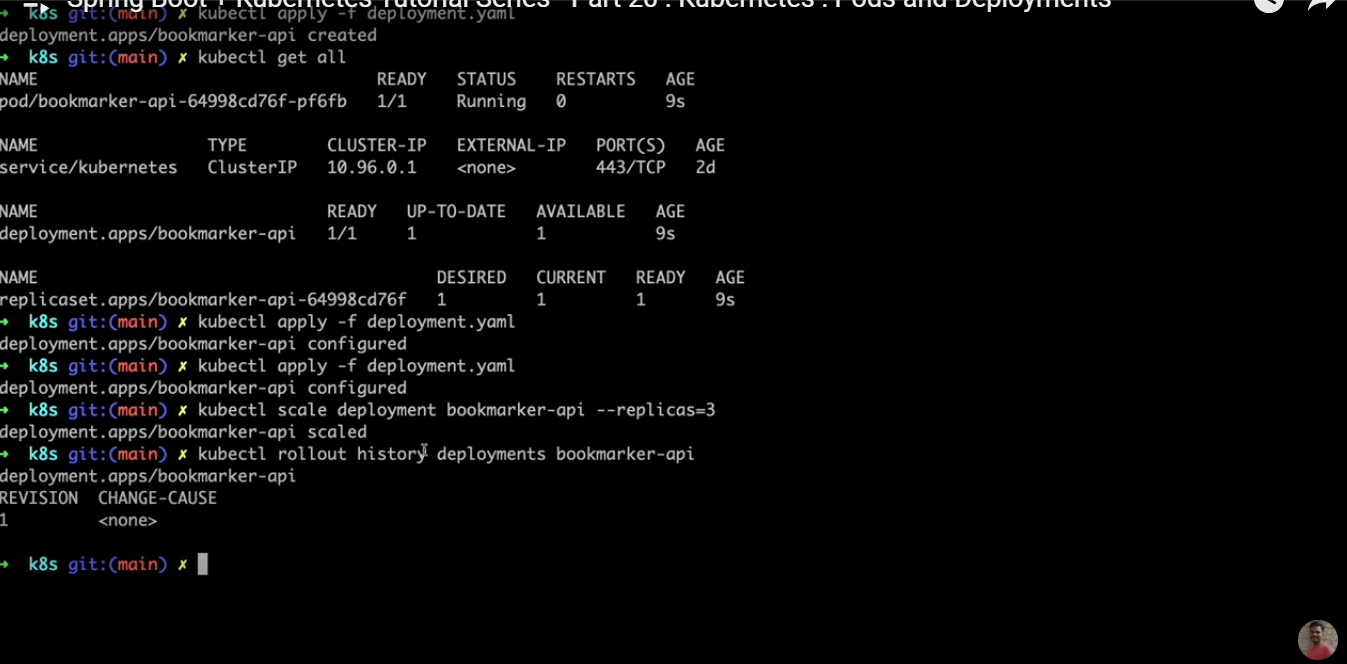 Spring Boot + Kubernetes Tutorial Series - Part 20 : Kubernetes : Pods and Deployments
→ k8s git:(main) ✗ kubectl apply -f deployment.yaml
deployment.apps/bookmarker-api created
→ k8s git:(main) ✗ kubectl get all
NAME READY STATUS RESTARTS AGE
pod/bookmarker-api-64998cd76f-pf6fb 1/1 Running 0 9s
NAME TYPE CLUSTER-IP EXTERNAL-IP PORT(S) AGE
service/kubernetes ClusterIP 10.96.0.1 <none> 443/TCP 2d
NAME READY UP-TO-DATE AVAILABLE AGE
deployment.apps/bookmarker-api 1/1 1 1 9s
NAME DESIRED CURRENT READY AGE
replicaset.apps/bookmarker-api-64998cd76f 1 1 1 9s
→ k8s git:(main) ✗ kubectl apply -f deployment.yaml
deployment.apps/bookmarker-api configured
→ k8s git:(main) ✗ kubectl apply -f deployment.yaml
deployment.apps/bookmarker-api configured
→ k8s git:(main) ✗ kubectl scale deployment bookmarker-api --replicas=3
deployment.apps/bookmarker-api scaled
→ k8s git:(main) ✗ kubectl rollout history deployments bookmarker-api
deployment.apps/bookmarker-api
REVISION CHANGE-CAUSE
1 <none>
→ k8s git:(main) ✗